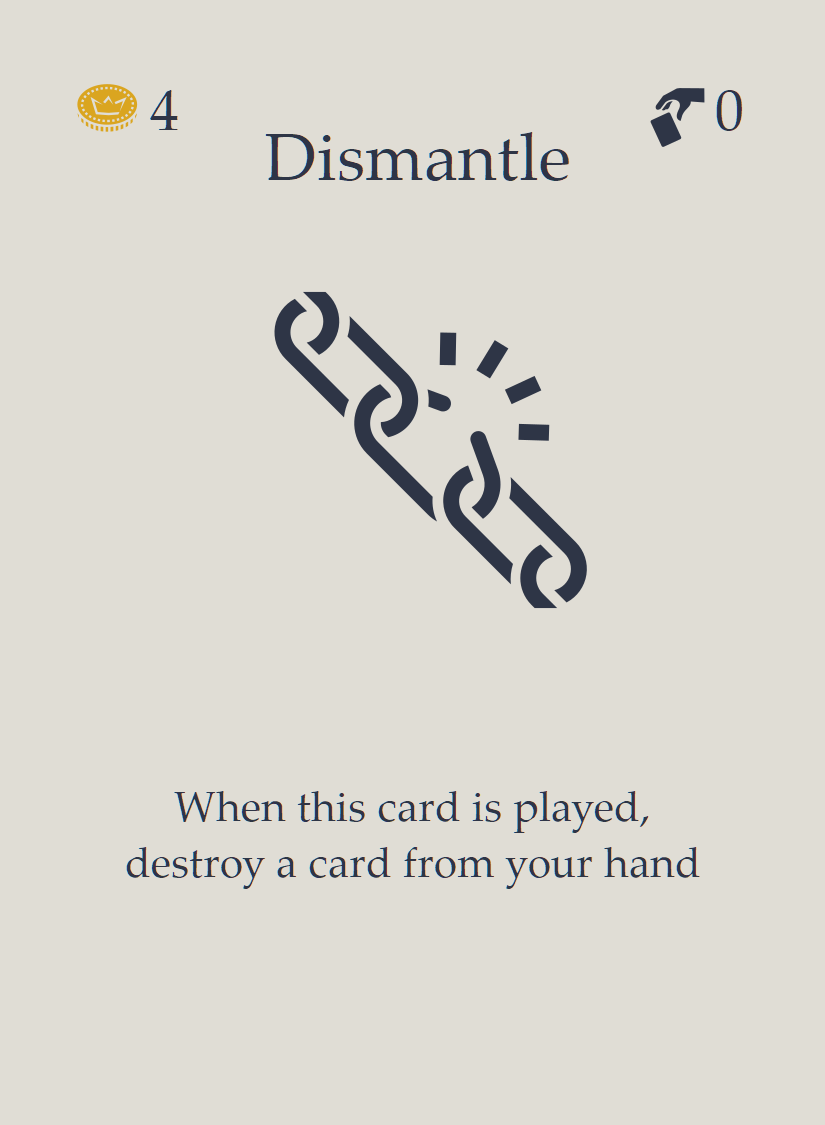 4
0
Dismantle
When this card is played,
destroy a card from your hand